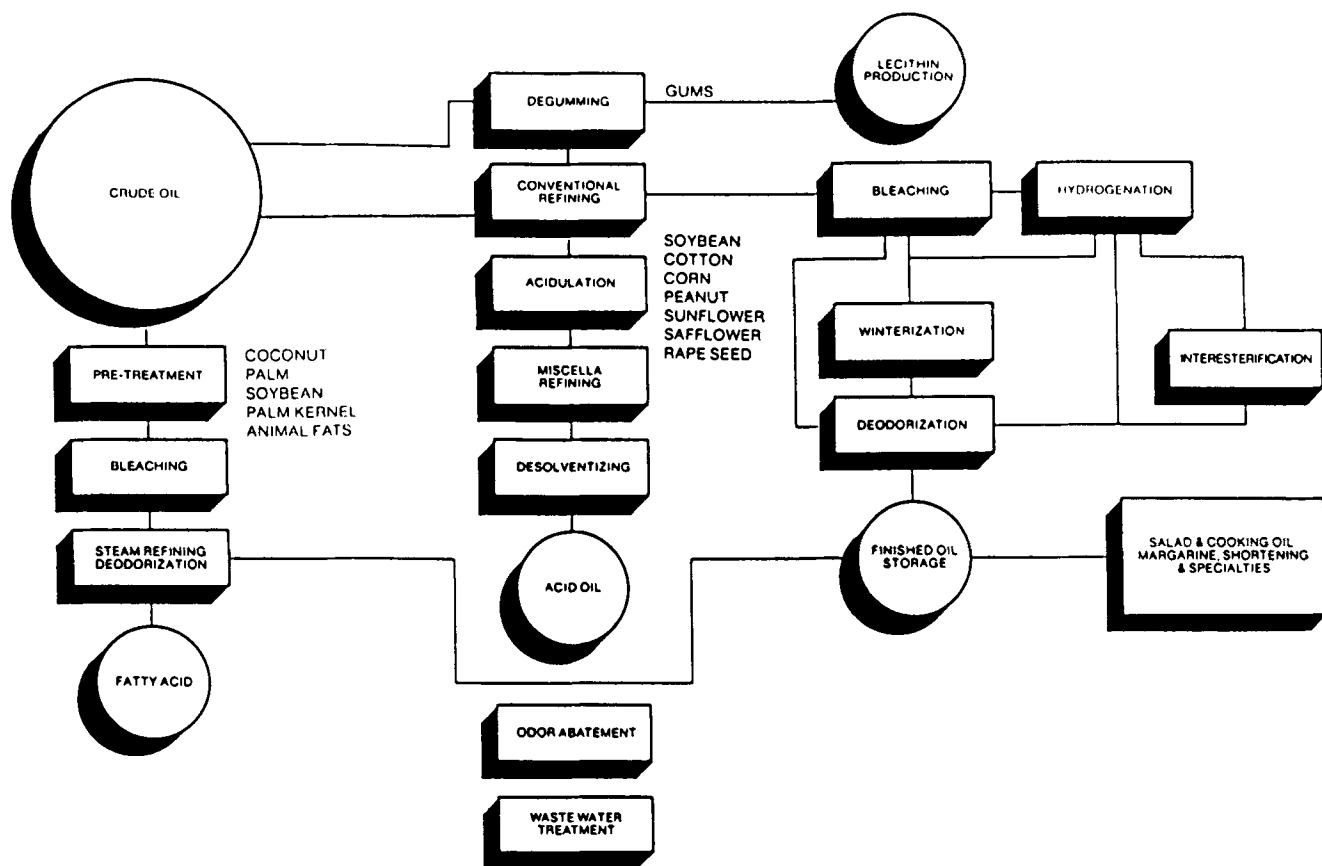 LECITHIN
PRODUCTION
DEGUMMING
GUMS
CRUDE OIL
CONVENTIONAL
REFINING
BLEACHING
HYDROGENATION
ACIDULATION
SOYBEAN
COTTON
CORN
PEANUT
SUNFLOWER
SAFFLOWER
RAPE SEED
WINTERIZATION
INTERESTERIFICATION
PRE-TREATMENT
COCONUT
PALM
SOYBEAN
PALM KERNEL
ANIMAL FATS
MISCELLA
REFINING
DEODORIZATION
BLEACHING
DESOLVENTIZING
STEAM REFINING
DEODORIZATION
ACID OIL
FINISHED OIL
STORAGE
SALAD & COOKING OIL
MARGARINE, SHORTENING
& SPECIALTIES
FATTY ACID
ODOR ABATEMENT
WASTE WATER
TREATMENT